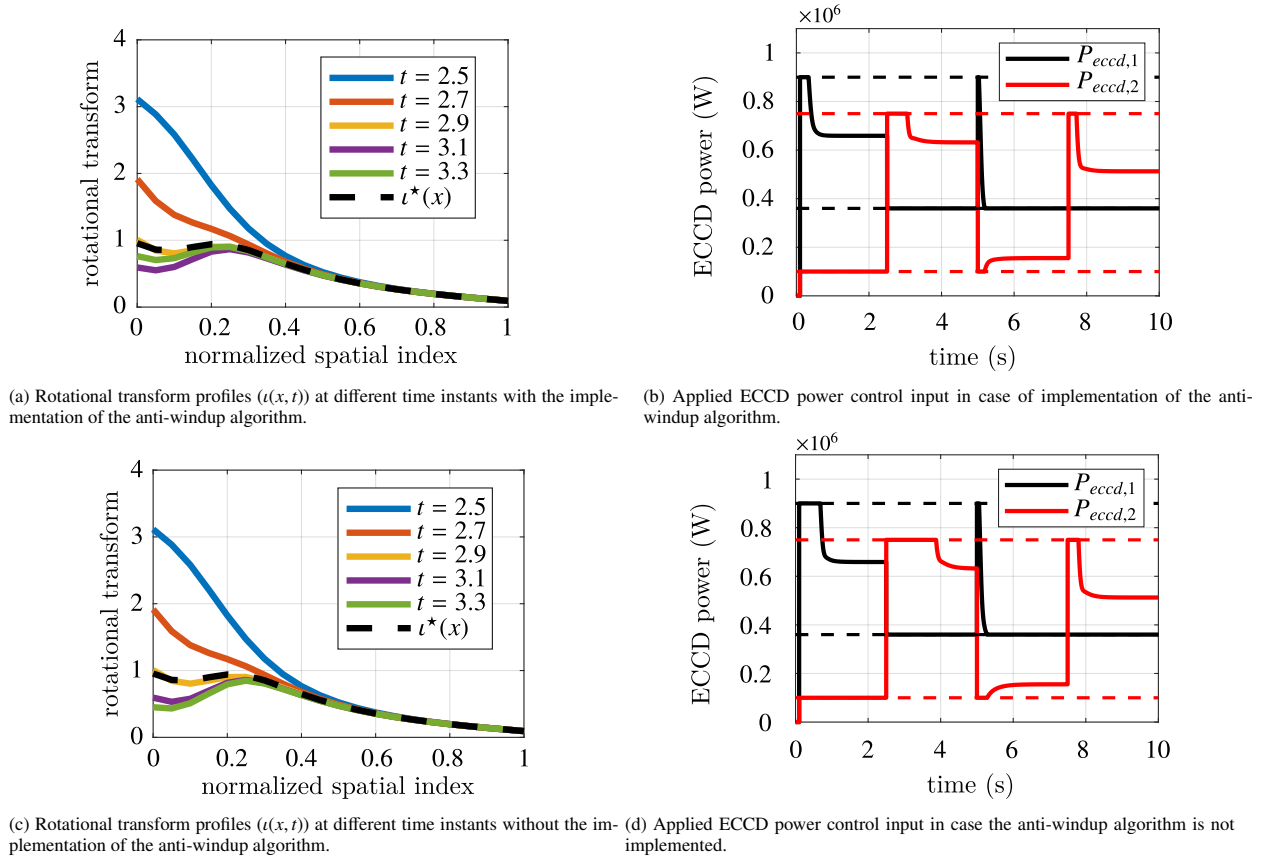 4
3
2
1
0
rotational transform
t = 2.5
t = 2.7
t = 2.9
t = 3.1
t = 3.3
ι⋆(x)
0 0.2 0.4 0.6 0.8 1
normalized spatial index
(a) Rotational transform profiles (ι(x, t)) at different time instants with the imple-
mentation of the anti-windup algorithm.
×10⁶
1
0.8
0.6
0.4
0.2
0
ECCD power (W)
P_{eccd,1}
P_{eccd,2}
0 2 4 6 8 10
time (s)
(b) Applied ECCD power control input in case of implementation of the anti-
windup algorithm.
4
3
2
1
0
rotational transform
t = 2.5
t = 2.7
t = 2.9
t = 3.1
t = 3.3
ι⋆(x)
0 0.2 0.4 0.6 0.8 1
normalized spatial index
(c) Rotational transform profiles (ι(x, t)) at different time instants without the im-
plementation of the anti-windup algorithm.
×10⁶
1
0.8
0.6
0.4
0.2
0
ECCD power (W)
P_{eccd,1}
P_{eccd,2}
0 2 4 6 8 10
time (s)
(d) Applied ECCD power control input in case the anti-windup algorithm is not
implemented.